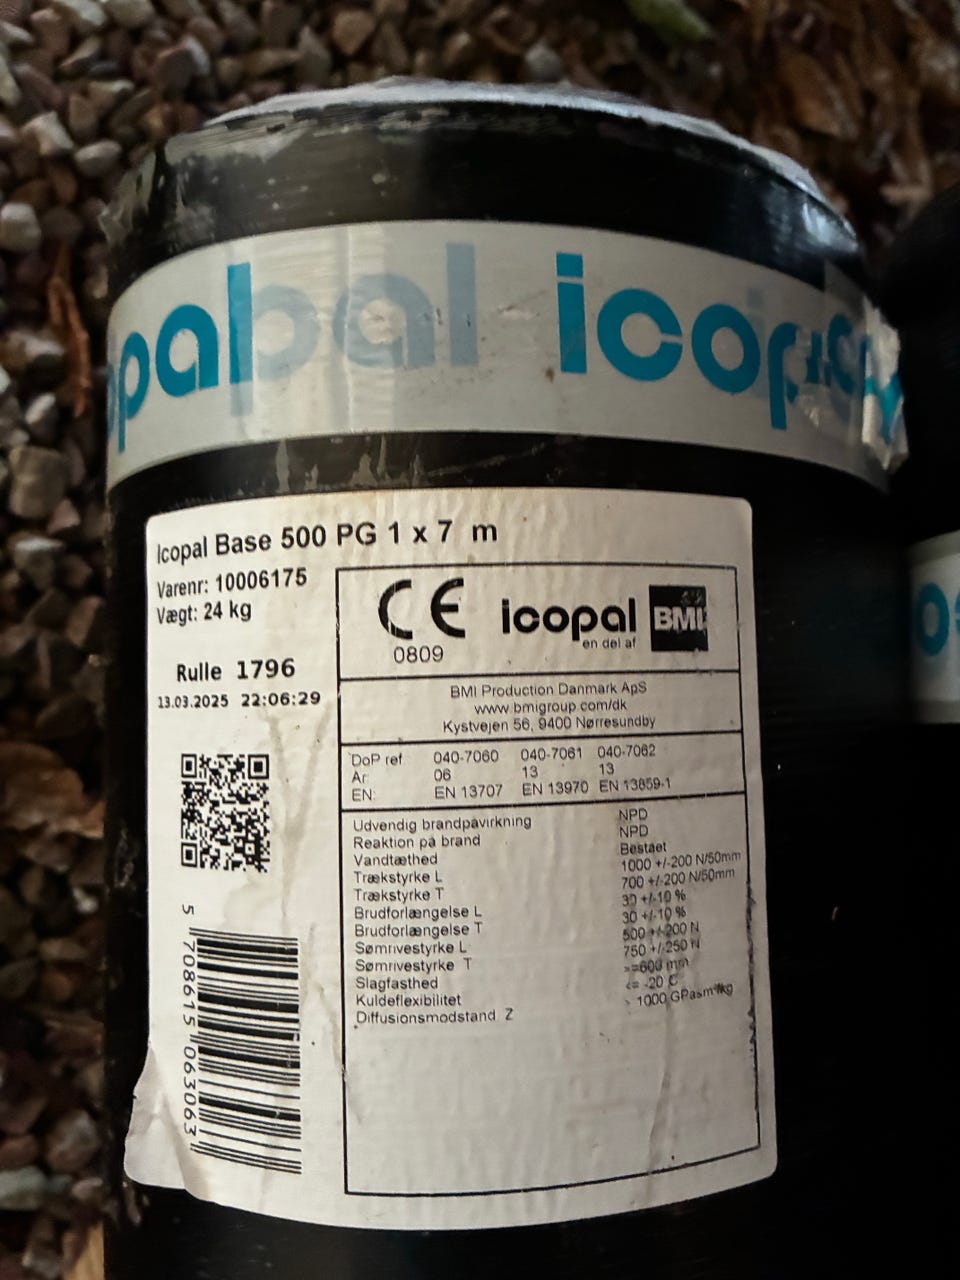 opal
pal
icopa
Icopal Base 500 PG 1 x 7 m
Varenr: 10006175
Vægt: 24 kg
Rulle 1796
13.03.2025 22:06:29
CE
0809
icopal
en del af
BMI
BMI Production Danmark ApS
www.bmigroup.com/dk
Kystvejen 56, 9400 Nørresundby
DoP ref. 040-7060 040-7061 040-7062
År: 06 13 13
EN: EN 13707 EN 13970 EN 13859-1
Udvendig brandpåvirkning NPD
Reaktion på brand NPD
Vandtæthed Bestået
Trækstyrke L 1000 +/-200 N/50mm
Trækstyrke T 700 +/-200 N/50mm
Brudforlængelse L 30 +/-10 %
Brudforlængelse T 30 +/-10 %
Sømrivestyrke L 500 +/-200 N
Sømrivestyrke T 750 +/-250 N
Slagfasthed >=600 mm
Kuldeflexibilitet <= -20 C
Diffusionsmodstand Z > 1000
5 708615 063063